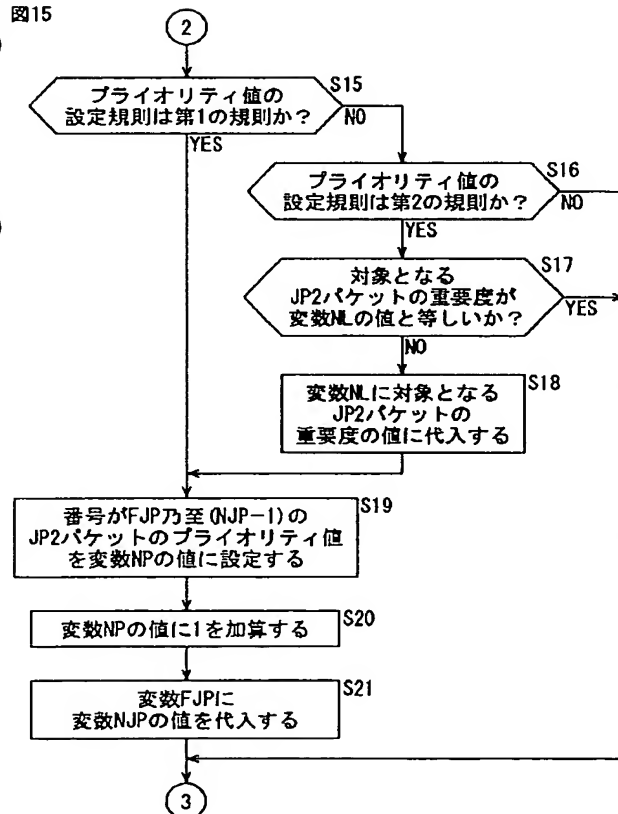 図15
2
S15
プライオリティ値の
設定規則は第1の規則か?
NO
YES
S16
プライオリティ値の
設定規則は第2の規則か?
NO
YES
S17
対象となる
JP2パケットの重要度が
変数NLの値と等しいか?
YES
NO
S18
変数NLに対象となる
JP2パケットの
重要度の値に代入する
S19
番号がFJP乃至(NJP-1)の
JP2パケットのプライオリティ値
を変数NPの値に設定する
S20
変数NPの値に1を加算する
S21
変数FJPに
変数NJPの値を代入する
3